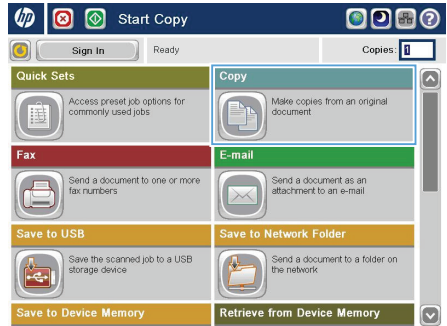 hp
Start Copy
Sign In
Ready
Copies: 1
Quick Sets
Access preset job options for
commonly used jobs
Copy
Make copies from an original
document
Fax
Send a document to one or more
fax numbers
E-mail
Send a document as an
attachment to an e-mail
Save to USB
Save the scanned job to a USB
storage device
Save to Network Folder
Send a document to a folder on
the network
Save to Device Memory
Retrieve from Device Memory